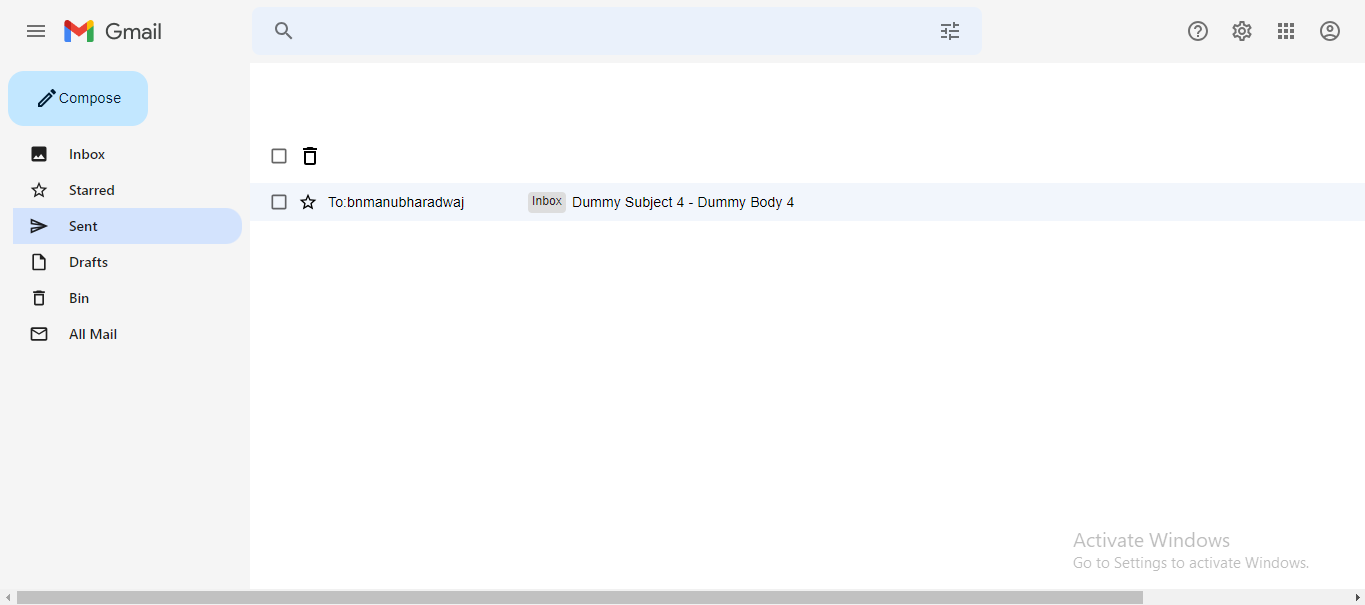 Gmail
Compose
Inbox
Starred
Sent
Drafts
Bin
All Mail
To:bnmanubharadwaj Inbox Dummy Subject 4 - Dummy Body 4
Activate Windows
Go to Settings to activate Windows.